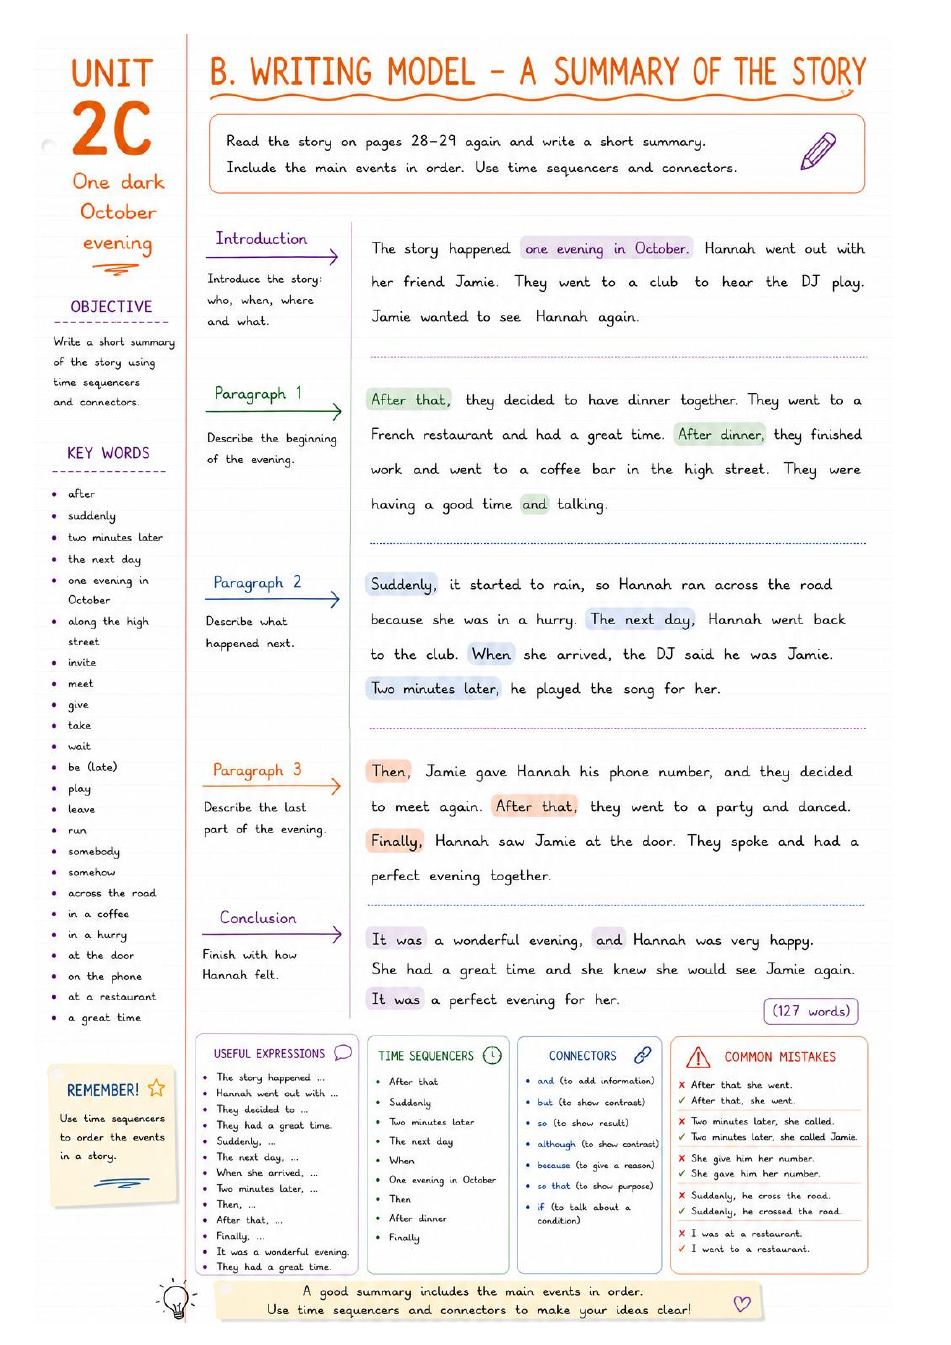 UNIT
2C
One dark
October
evening
OBJECTIVE
Write a short summary
of the story using
time sequencers
and connectors.
KEY WORDS
• after
• suddenly
• two minutes later
• the next day
• one evening in
October
• along the high
street
• invite
• meet
• give
• take
• wait
• be (late)
• play
• leave
• run
• somebody
• somehow
• across the road
• in a coffee
• in a hurry
• at the door
• on the phone
• at a restaurant
• a great time
REMEMBER!
Use time sequencers
to order the events
in a story.
B. WRITING MODEL – A SUMMARY OF THE STORY
Read the story on pages 28–29 again and write a short summary.
Include the main events in order. Use time sequencers and connectors.
Introduction
Introduce the story:
who, when, where
and what.
The story happened one evening in October. Hannah went out with
her friend Jamie. They went to a club to hear the DJ play.
Jamie wanted to see Hannah again.
Paragraph 1
Describe the beginning
of the evening.
After that, they decided to have dinner together. They went to a
French restaurant and had a great time. After dinner, they finished
work and went to a coffee bar in the high street. They were
having a good time and talking.
Paragraph 2
Describe what
happened next.
Suddenly, it started to rain, so Hannah ran across the road
because she was in a hurry. The next day, Hannah went back
to the club. When she arrived, the DJ said he was Jamie.
Two minutes later, he played the song for her.
Paragraph 3
Describe the last
part of the evening.
Then, Jamie gave Hannah his phone number, and they decided
to meet again. After that, they went to a party and danced.
Finally, Hannah saw Jamie at the door. They spoke and had a
perfect evening together.
Conclusion
Finish with how
Hannah felt.
It was a wonderful evening, and Hannah was very happy.
She had a great time and she knew she would see Jamie again.
It was a perfect evening for her.
(127 words)
USEFUL EXPRESSIONS
• The story happened ...
• Hannah went out with ...
• They decided to ...
• They had a great time.
• Suddenly, ...
• The next day, ...
• When she arrived, ...
• Two minutes later, ...
• Then, ...
• After that, ...
• Finally, ...
• It was a wonderful evening.
• They had a great time.
TIME SEQUENCERS
• After that
• Suddenly
• Two minutes later
• The next day
• When
• One evening in October
• Then
• After dinner
• Finally
CONNECTORS
• and (to add information)
• but (to show contrast)
• so (to show result)
• although (to show contrast)
• because (to give a reason)
• so that (to show purpose)
• if (to talk about a
condition)
COMMON MISTAKES
✗ After that she went.
✓ After that, she went.
✗ Two minutes later, she called.
✓ Two minutes later, she called Jamie.
✗ She give him her number.
✓ She gave him her number.
✗ Suddenly, he cross the road.
✓ Suddenly, he crossed the road.
✗ I was at a restaurant.
✓ I went to a restaurant.
A good summary includes the main events in order.
Use time sequencers and connectors to make your ideas clear!